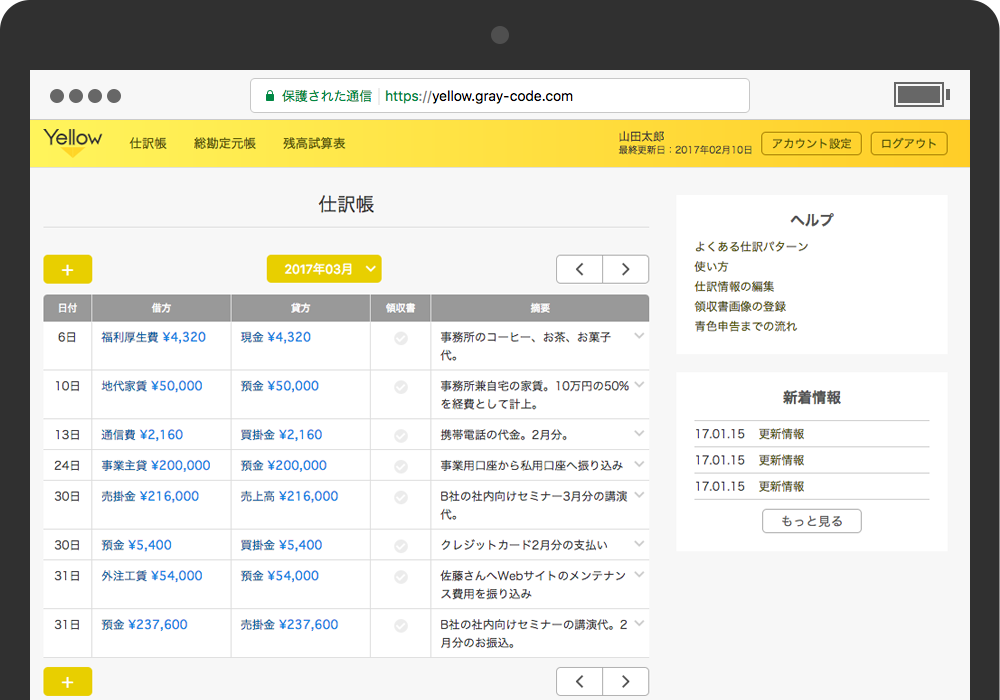 保護された通信 https://yellow.gray-code.com
Yellow 仕訳帳 総勘定元帳 残高試算表
山田太郎
最終更新日：2017年02月10日
アカウント設定 ログアウト
仕訳帳
+ 2017年03月
日付 借方 貸方 領収書 摘要
6日 福利厚生費 ¥4,320 現金 ¥4,320 事務所のコーヒー、お茶、お菓子
代。
10日 地代家賃 ¥50,000 預金 ¥50,000 事務所兼自宅の家賃。10万円の50%
を経費として計上。
13日 通信費 ¥2,160 買掛金 ¥2,160 携帯電話の代金。2月分。
24日 事業主貸 ¥200,000 預金 ¥200,000 事業用口座から私用口座へ振り込み
30日 売掛金 ¥216,000 売上高 ¥216,000 B社の社内向けセミナー3月分の講演
代。
30日 預金 ¥5,400 買掛金 ¥5,400 クレジットカード2月分の支払い
31日 外注工賃 ¥54,000 預金 ¥54,000 佐藤さんへWebサイトのメンテナン
ス費用を振り込み
31日 預金 ¥237,600 売掛金 ¥237,600 B社の社内向けセミナーの講演代。2
月分のお振込。
+
ヘルプ
よくある仕訳パターン
使い方
仕訳情報の編集
領収書画像の登録
青色申告までの流れ
新着情報
17.01.15 更新情報
17.01.15 更新情報
17.01.15 更新情報
もっと見る